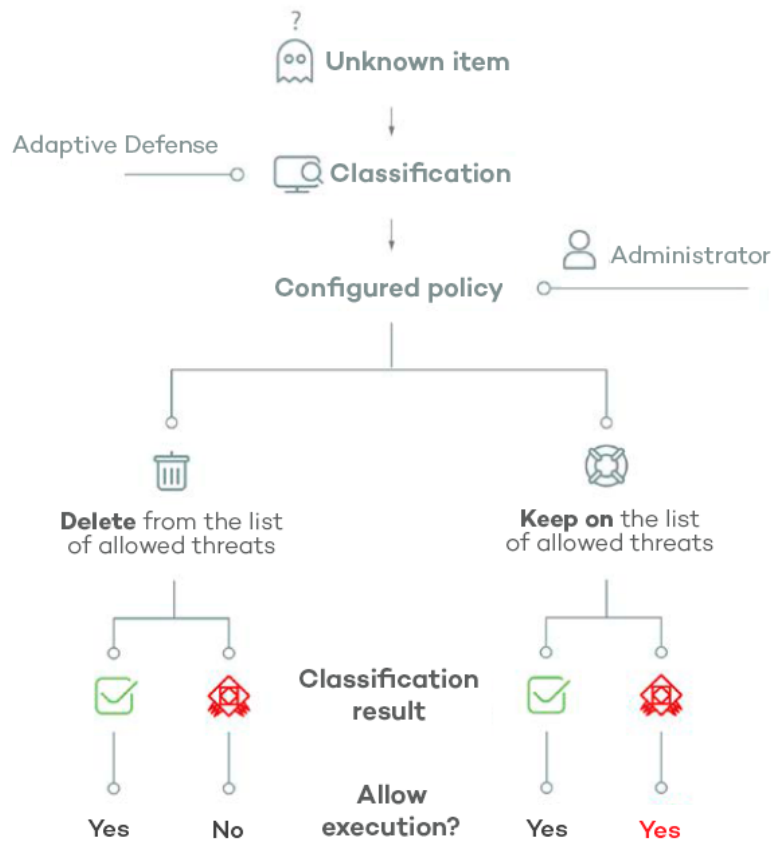 ?
Unknown item
Adaptive Defense
Classification
Administrator
Configured policy
Delete from the list
of allowed threats
Keep on the list
of allowed threats
Classification
result
Allow
execution?
Yes
No
Yes
Yes